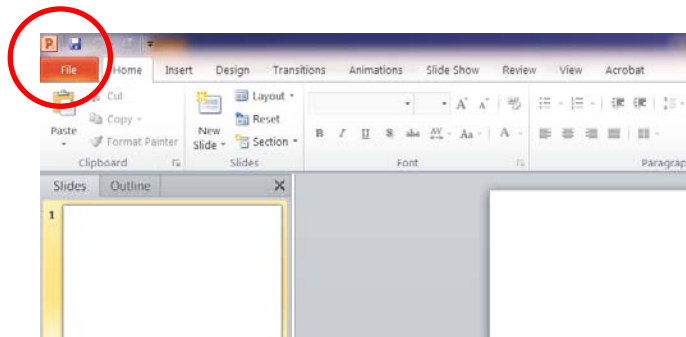 P
File Home Insert Design Transitions Animations Slide Show Review View Acrobat
Cut
Copy
Format Painter
Paste
New
Slide
Layout
Reset
Section
B I U S abc AV Aa A
Clipboard Slides Font Paragrap
Slides Outline
1